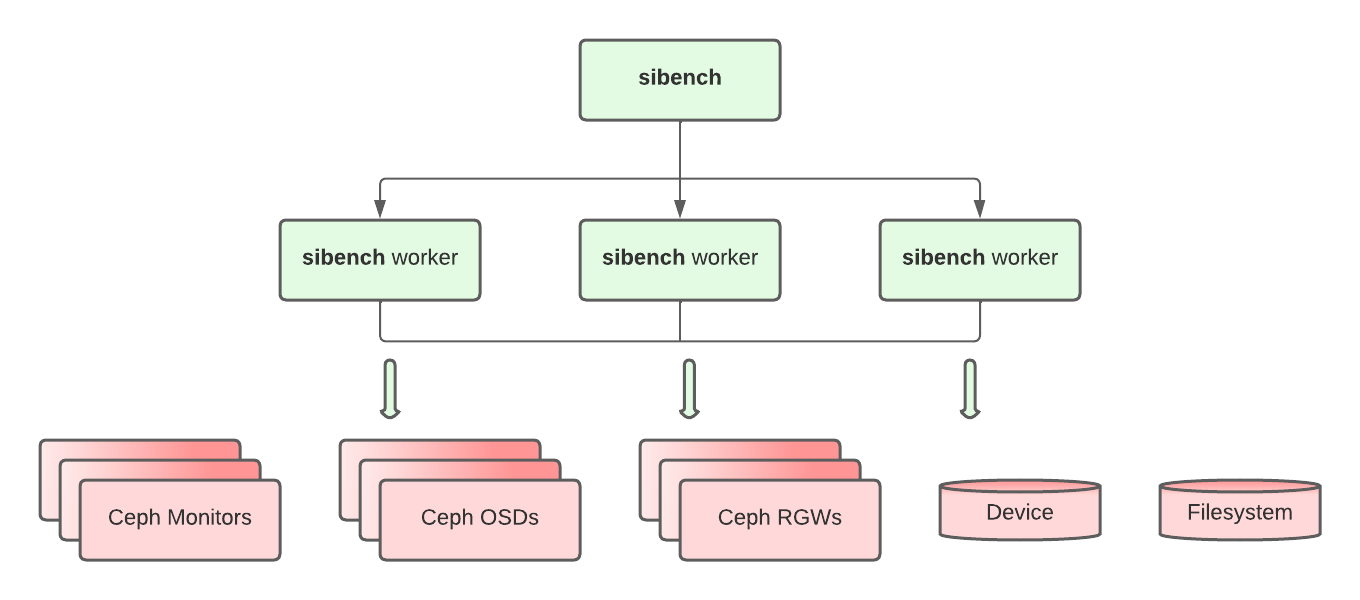 sibench
sibench worker
sibench worker
sibench worker
Ceph Monitors
Ceph OSDs
Ceph RGWs
Device
Filesystem